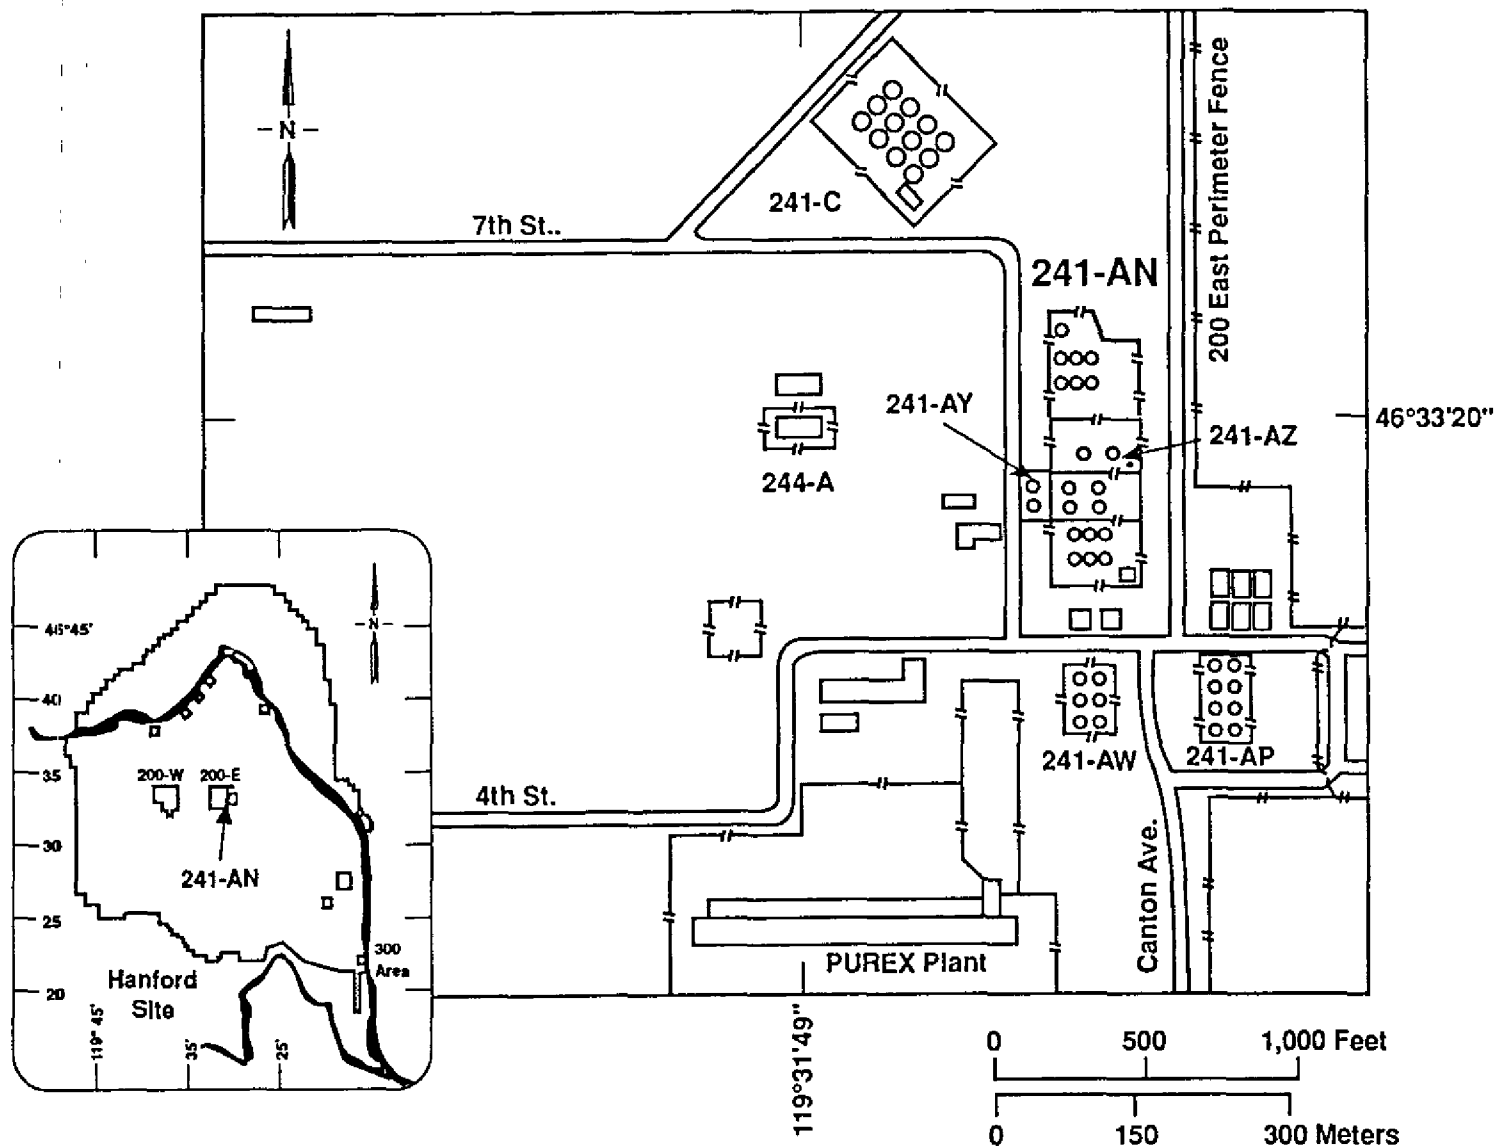 N
200 East Perimeter Fence
241-C
7th St..
241-AN
241-AY
46°33'20"
241-AZ
244-A
46°45'
N
40
35
200-W
200-E
30
241-AN
25
20
Hanford
Site
300
Area
119° 45'
35'
25'
4th St.
241-AW
241-AP
Canton Ave.
PUREX Plant
119°31'49"
0 500 1,000 Feet
0 150 300 Meters